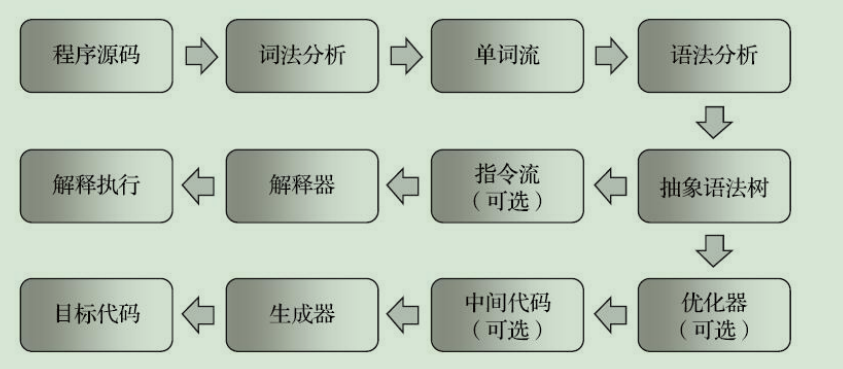 程序源码
词法分析
单词流
语法分析
解释执行
解释器
指令流
（可选）
抽象语法树
目标代码
生成器
中间代码
（可选）
优化器
（可选）